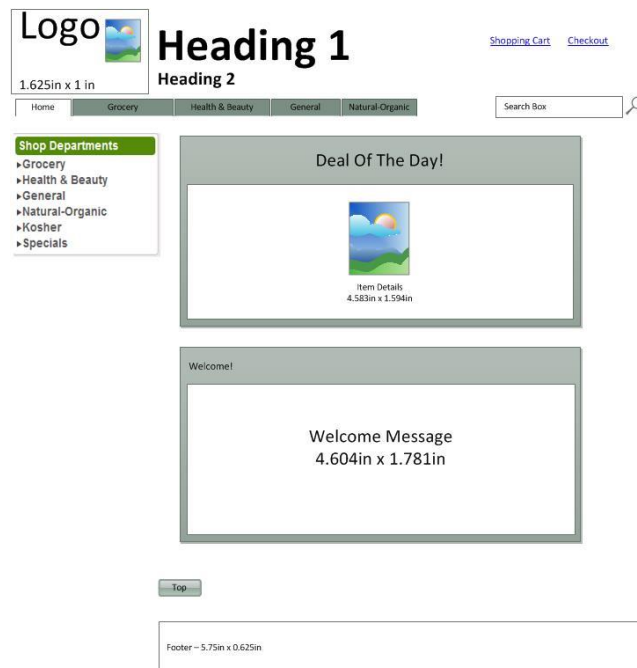 Logo
1.625in x 1 in
Heading 1
Heading 2
Shopping Cart Checkout
Home Grocery Health & Beauty General Natural-Organic
Search Box
Shop Departments
Grocery
Health & Beauty
General
Natural-Organic
Kosher
Specials
Deal Of The Day!
Item Details
4.583in x 1.594in
Welcome!
Welcome Message
4.604in x 1.781in
Top
Footer – 5.75in x 0.625in